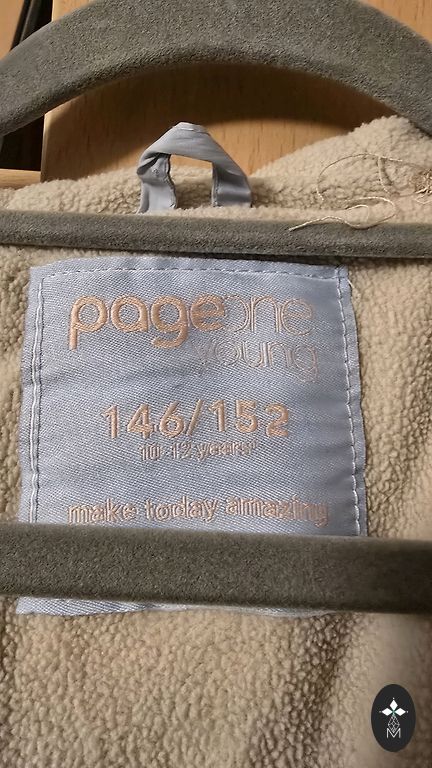 pageone
young
146/152
10-12 years
make today amazing
M